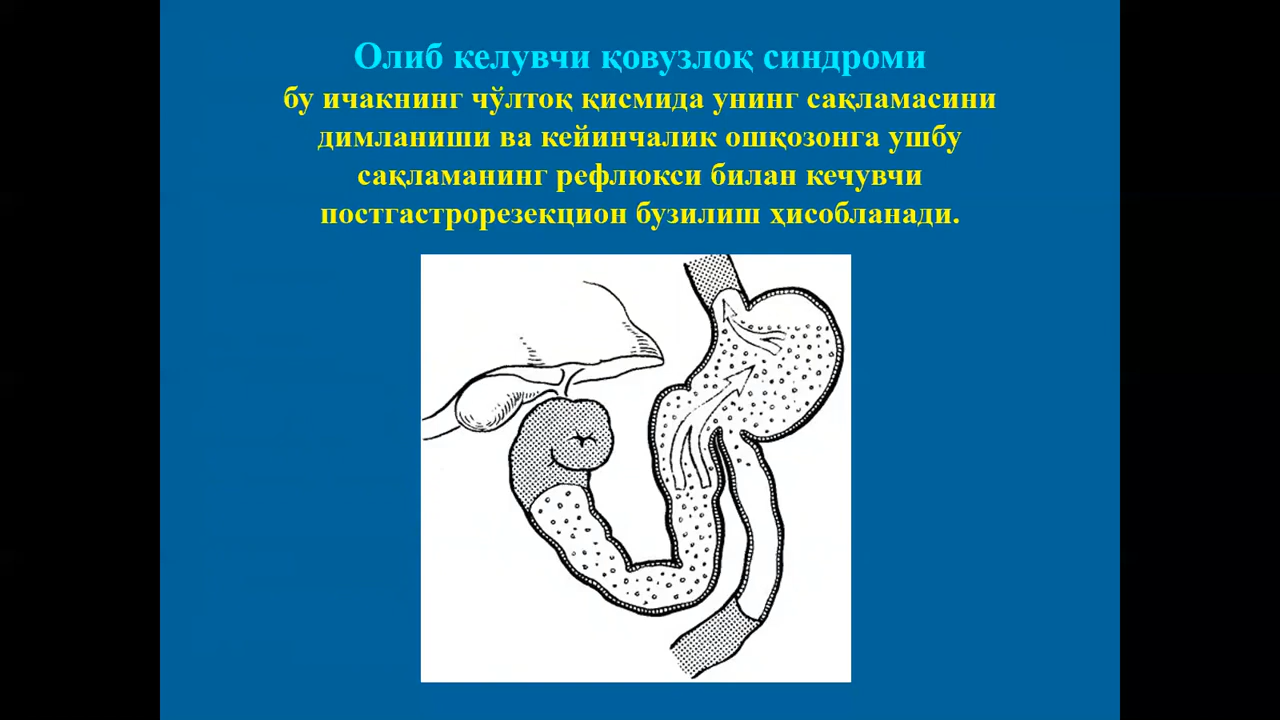 Олиб келувчи қовузлоқ синдроми
бу ичакнинг чўлтоқ қисмида унинг сақламасини
димланиши ва кейинчалик ошқозонга ушбу
сақламанинг рефлюкси билан кечувчи
постгастрорезекцион бузилиш ҳисобланади.